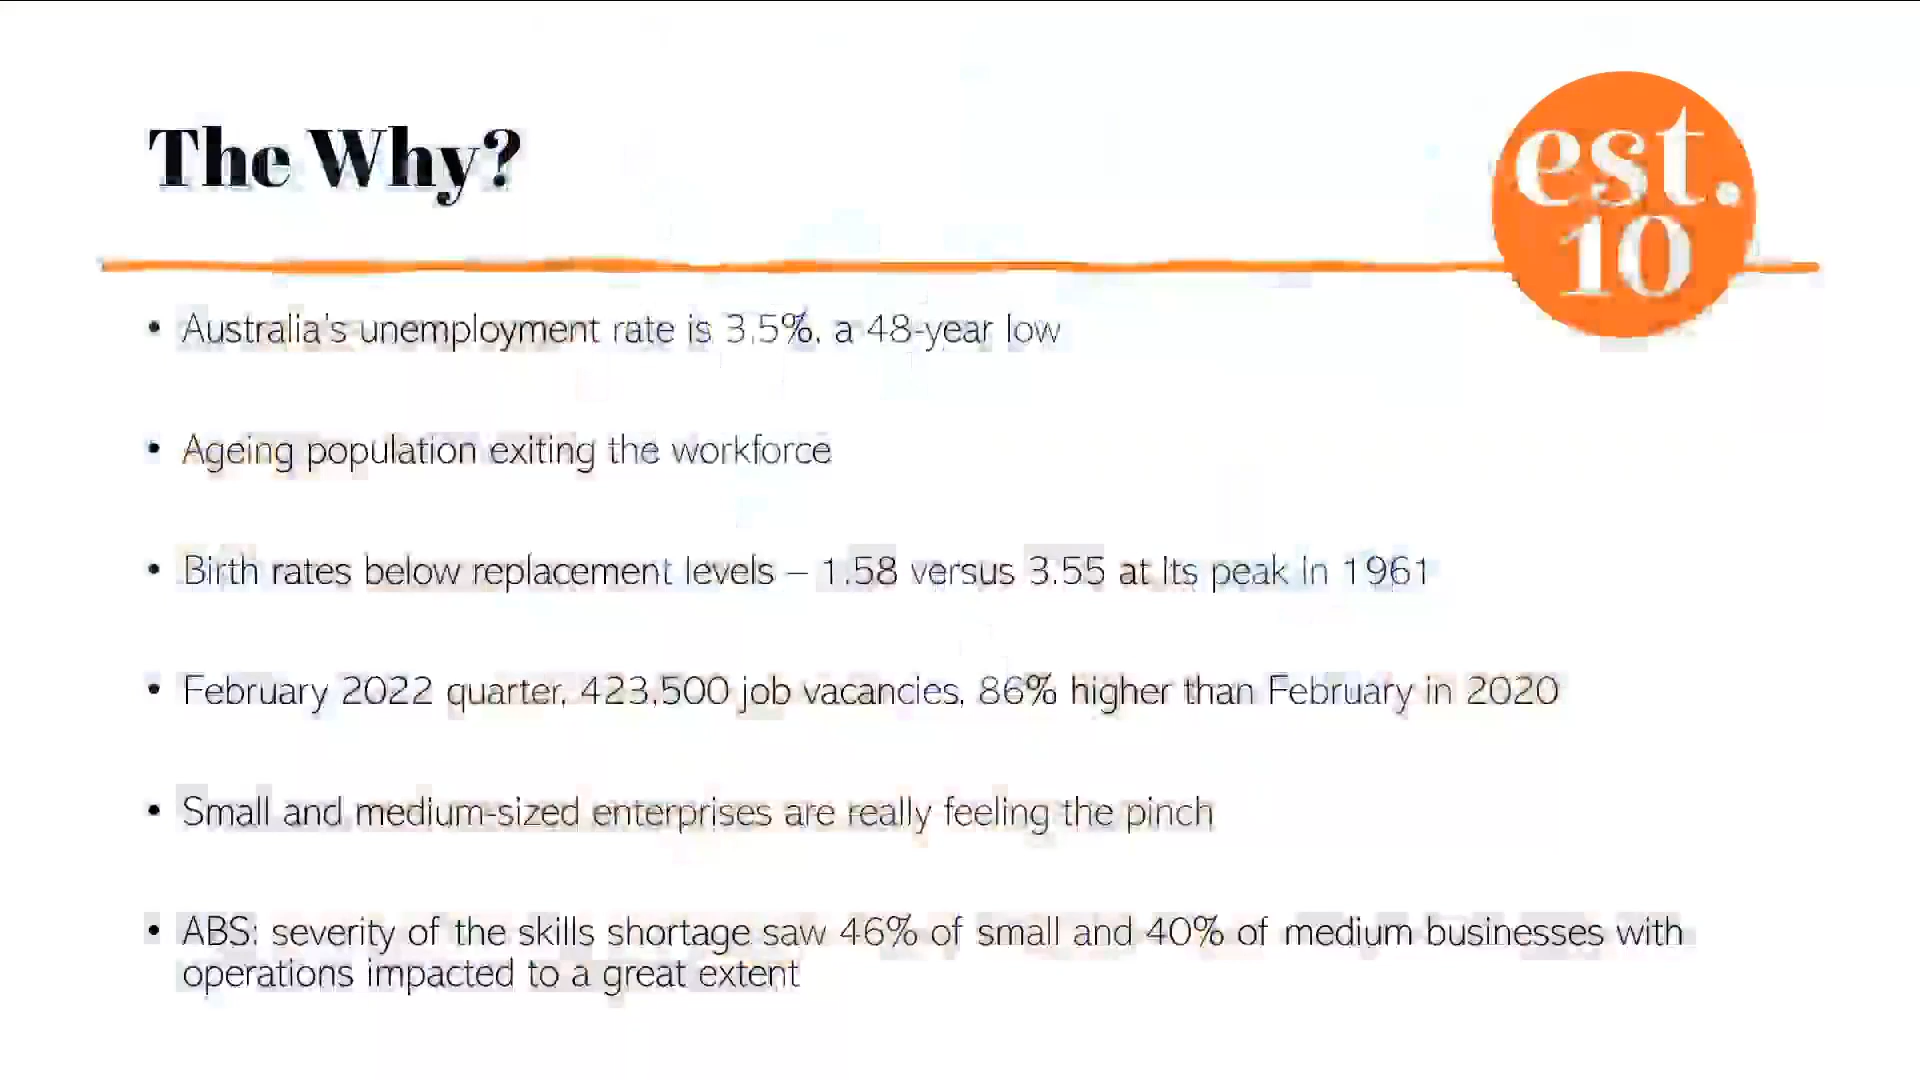 The Why?
est.
10
• Australia's unemployment rate is 3.5%, a 48-year low
• Ageing population exiting the workforce
• Birth rates below replacement levels – 1.58 versus 3.55 at its peak in 1961
• February 2022 quarter, 423,500 job vacancies, 86% higher than February in 2020
• Small and medium-sized enterprises are really feeling the pinch
• ABS: severity of the skills shortage saw 46% of small and 40% of medium businesses with
operations impacted to a great extent